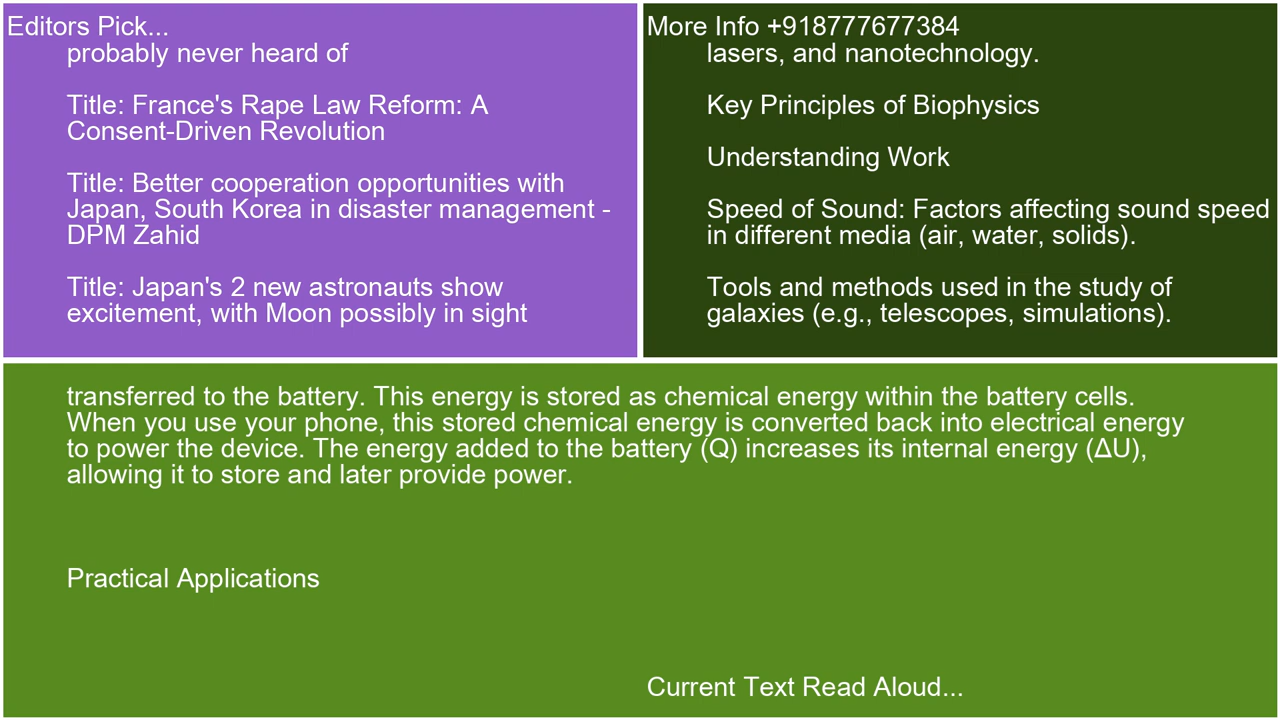 Editors Pick...
probably never heard of
Title: France's Rape Law Reform: A
Consent-Driven Revolution
Title: Better cooperation opportunities with
Japan, South Korea in disaster management -
DPM Zahid
Title: Japan's 2 new astronauts show
excitement, with Moon possibly in sight
More Info +918777677384
lasers, and nanotechnology.
Key Principles of Biophysics
Understanding Work
Speed of Sound: Factors affecting sound speed
in different media (air, water, solids).
Tools and methods used in the study of
galaxies (e.g., telescopes, simulations).
transferred to the battery. This energy is stored as chemical energy within the battery cells.
When you use your phone, this stored chemical energy is converted back into electrical energy
to power the device. The energy added to the battery (Q) increases its internal energy (ΔU),
allowing it to store and later provide power.
Practical Applications
Current Text Read Aloud...